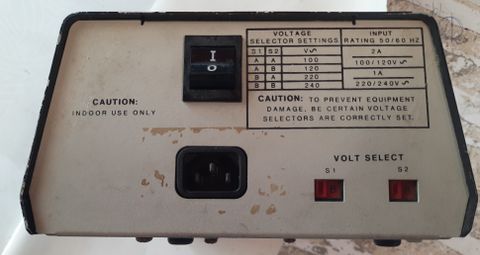 I
O
VOLTAGE
SELECTOR SETTINGS
S1 S2 V
A A 100
A B 120
B A 220
B B 240
INPUT
RATING 50/60 HZ
2A
100/120V
1A
220/240V
CAUTION: TO PREVENT EQUIPMENT
DAMAGE, BE CERTAIN VOLTAGE
SELECTORS ARE CORRECTLY SET.
CAUTION:
INDOOR USE ONLY
VOLT SELECT
S1 S2
B